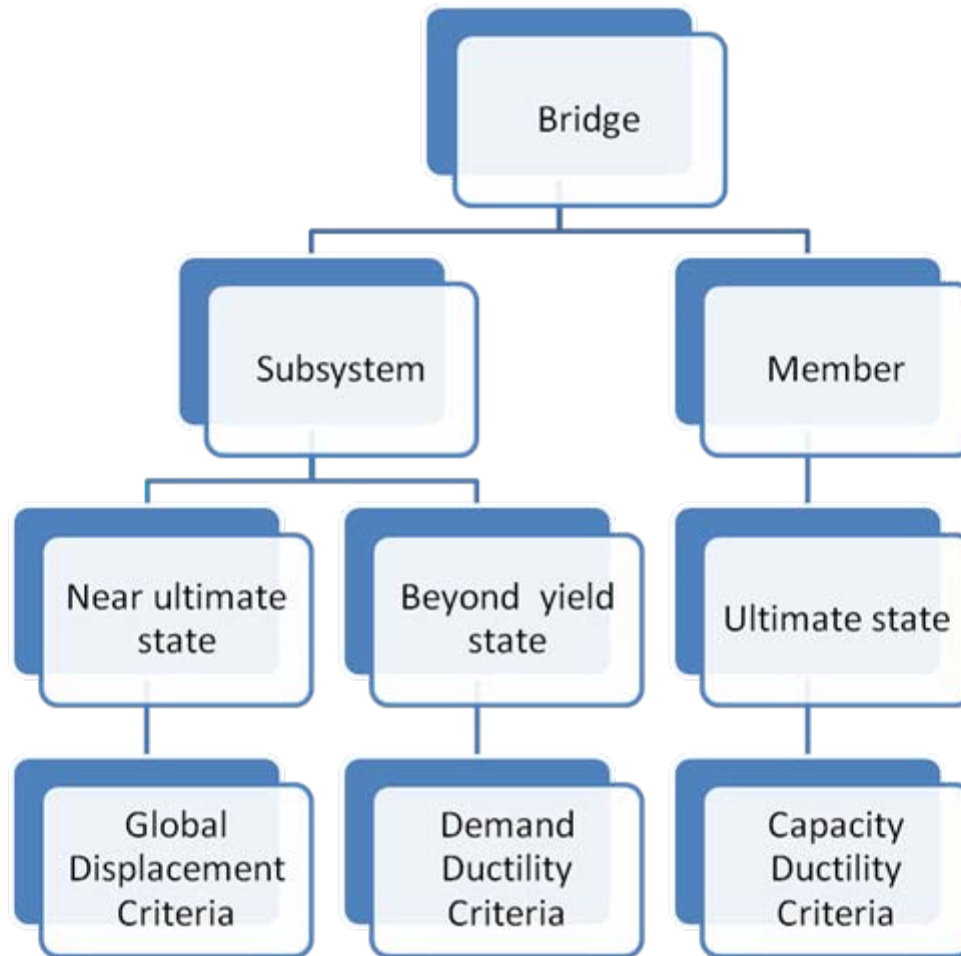 Bridge
Subsystem
Member
Near ultimate
state
Beyond yield
state
Ultimate state
Global
Displacement
Criteria
Demand
Ductility
Criteria
Capacity
Ductility
Criteria